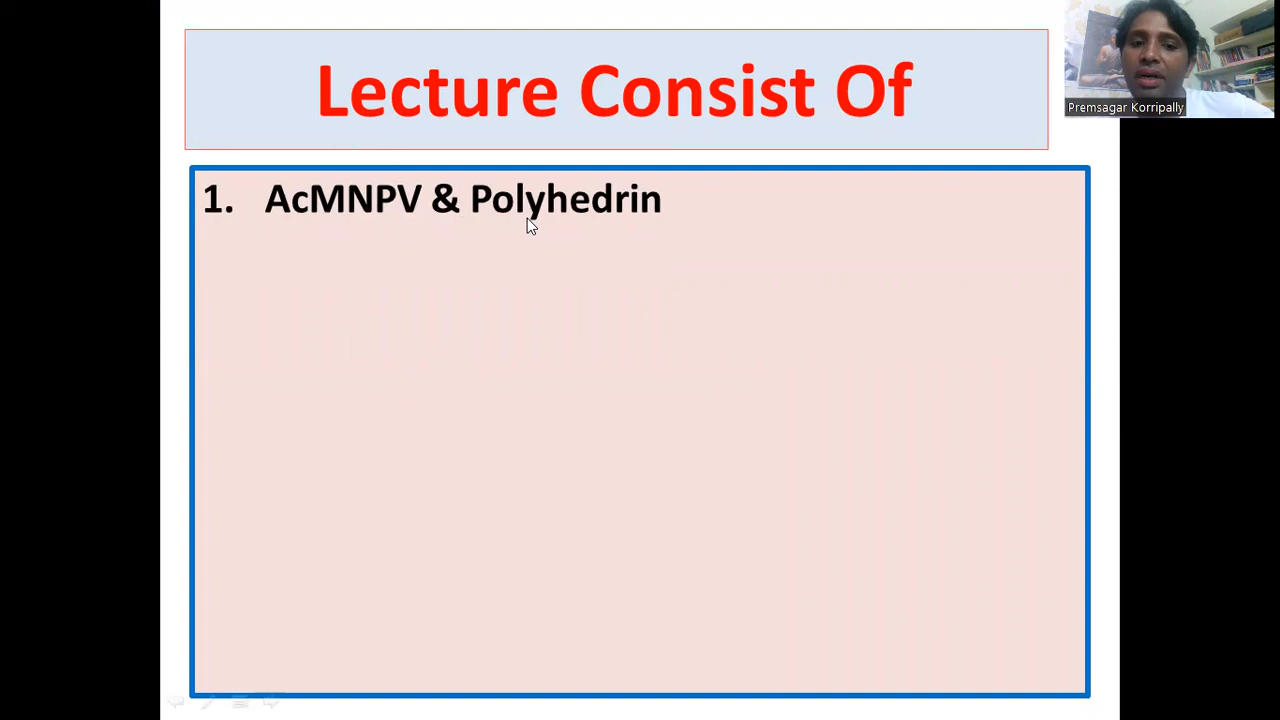 Lecture Consist Of
Premsagar Korripally
1. AcMNPV & Polyhedrin